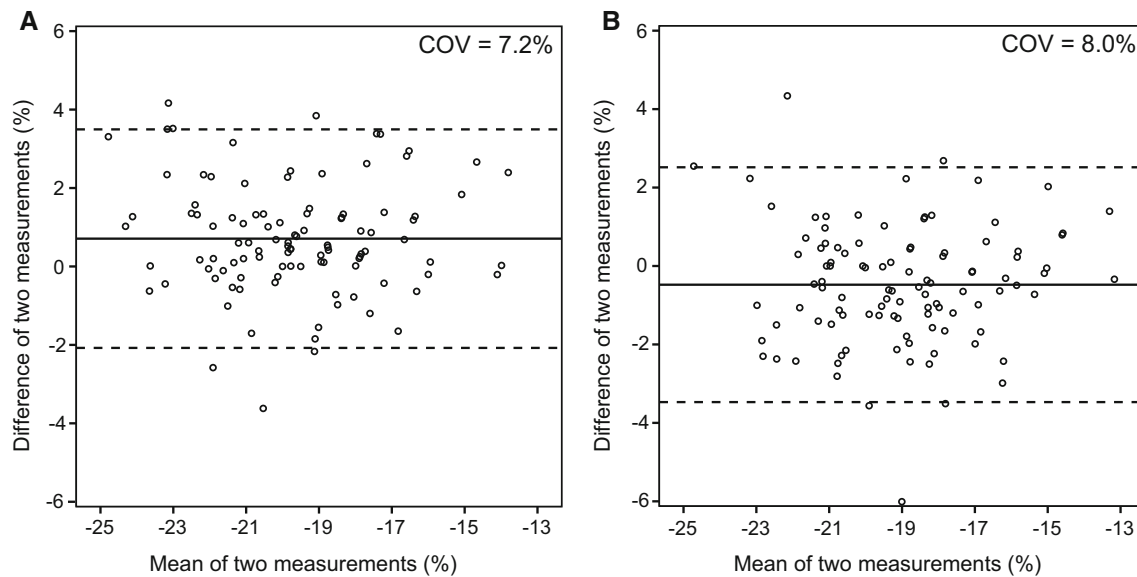 A
COV = 7.2%
Difference of two measurements (%)
6
4
2
0
-2
-4
-6
-25 -23 -21 -19 -17 -15 -13
Mean of two measurements (%)
B
COV = 8.0%
Difference of two measurements (%)
6
4
2
0
-2
-4
-6
-25 -23 -21 -19 -17 -15 -13
Mean of two measurements (%)